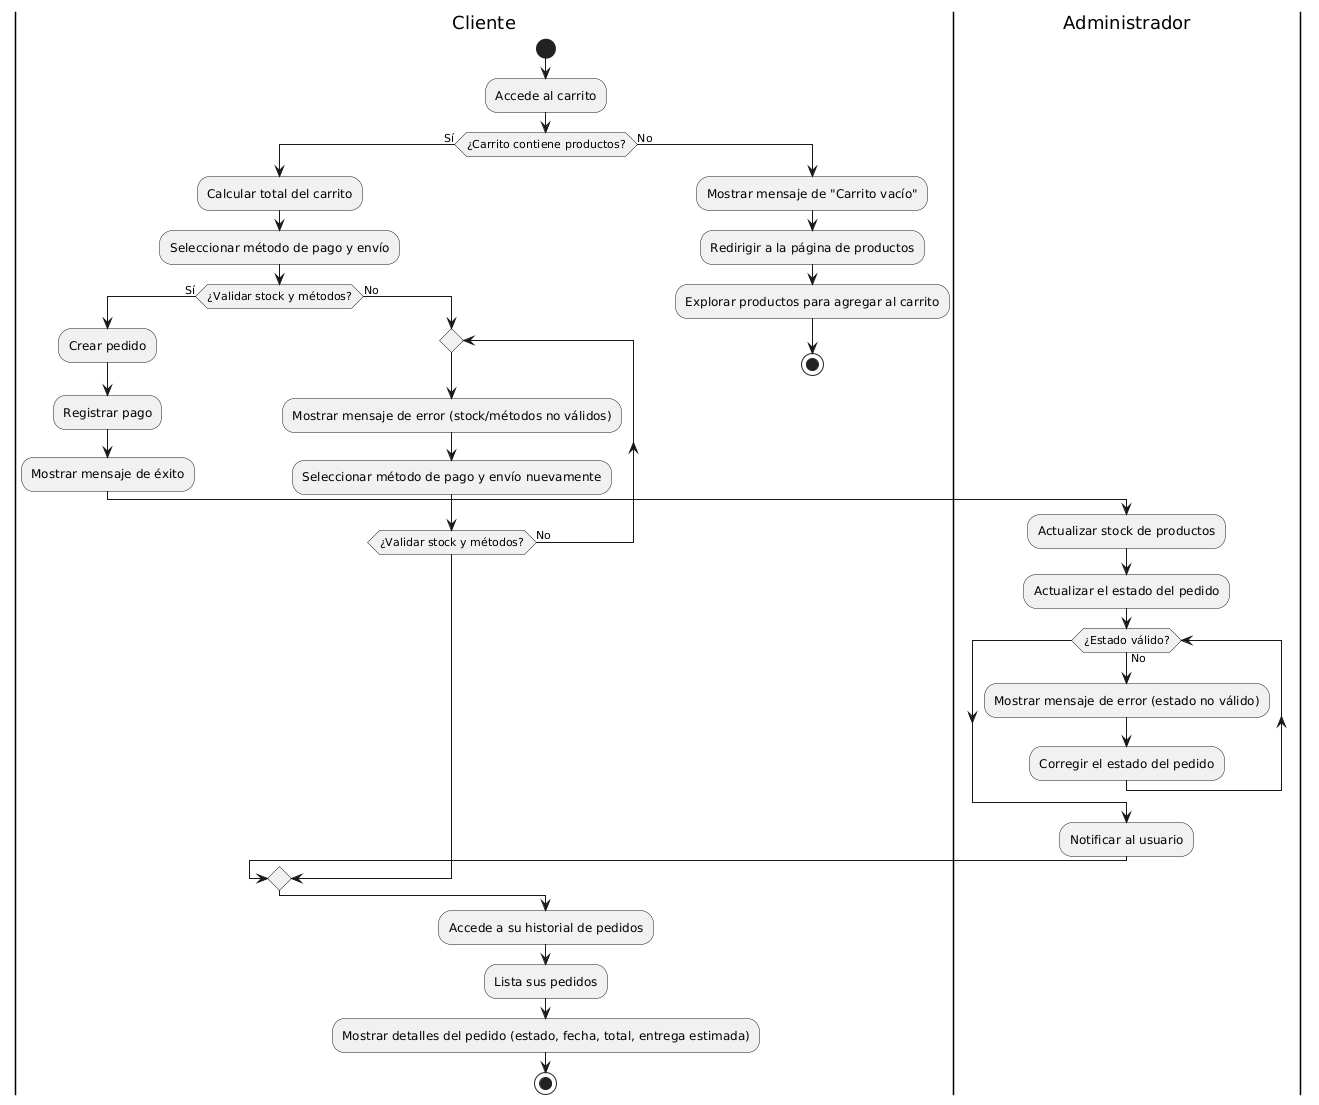 Cliente
Administrador
Accede al carrito
¿Carrito contiene productos?
Sí
No
Calcular total del carrito
Seleccionar método de pago y envío
¿Validar stock y métodos?
Sí
No
Crear pedido
Registrar pago
Mostrar mensaje de éxito
Mostrar mensaje de error (stock/métodos no válidos)
Seleccionar método de pago y envío nuevamente
¿Validar stock y métodos?
No
Mostrar mensaje de "Carrito vacío"
Redirigir a la página de productos
Explorar productos para agregar al carrito
Actualizar stock de productos
Actualizar el estado del pedido
¿Estado válido?
No
Mostrar mensaje de error (estado no válido)
Corregir el estado del pedido
Notificar al usuario
Accede a su historial de pedidos
Lista sus pedidos
Mostrar detalles del pedido (estado, fecha, total, entrega estimada)